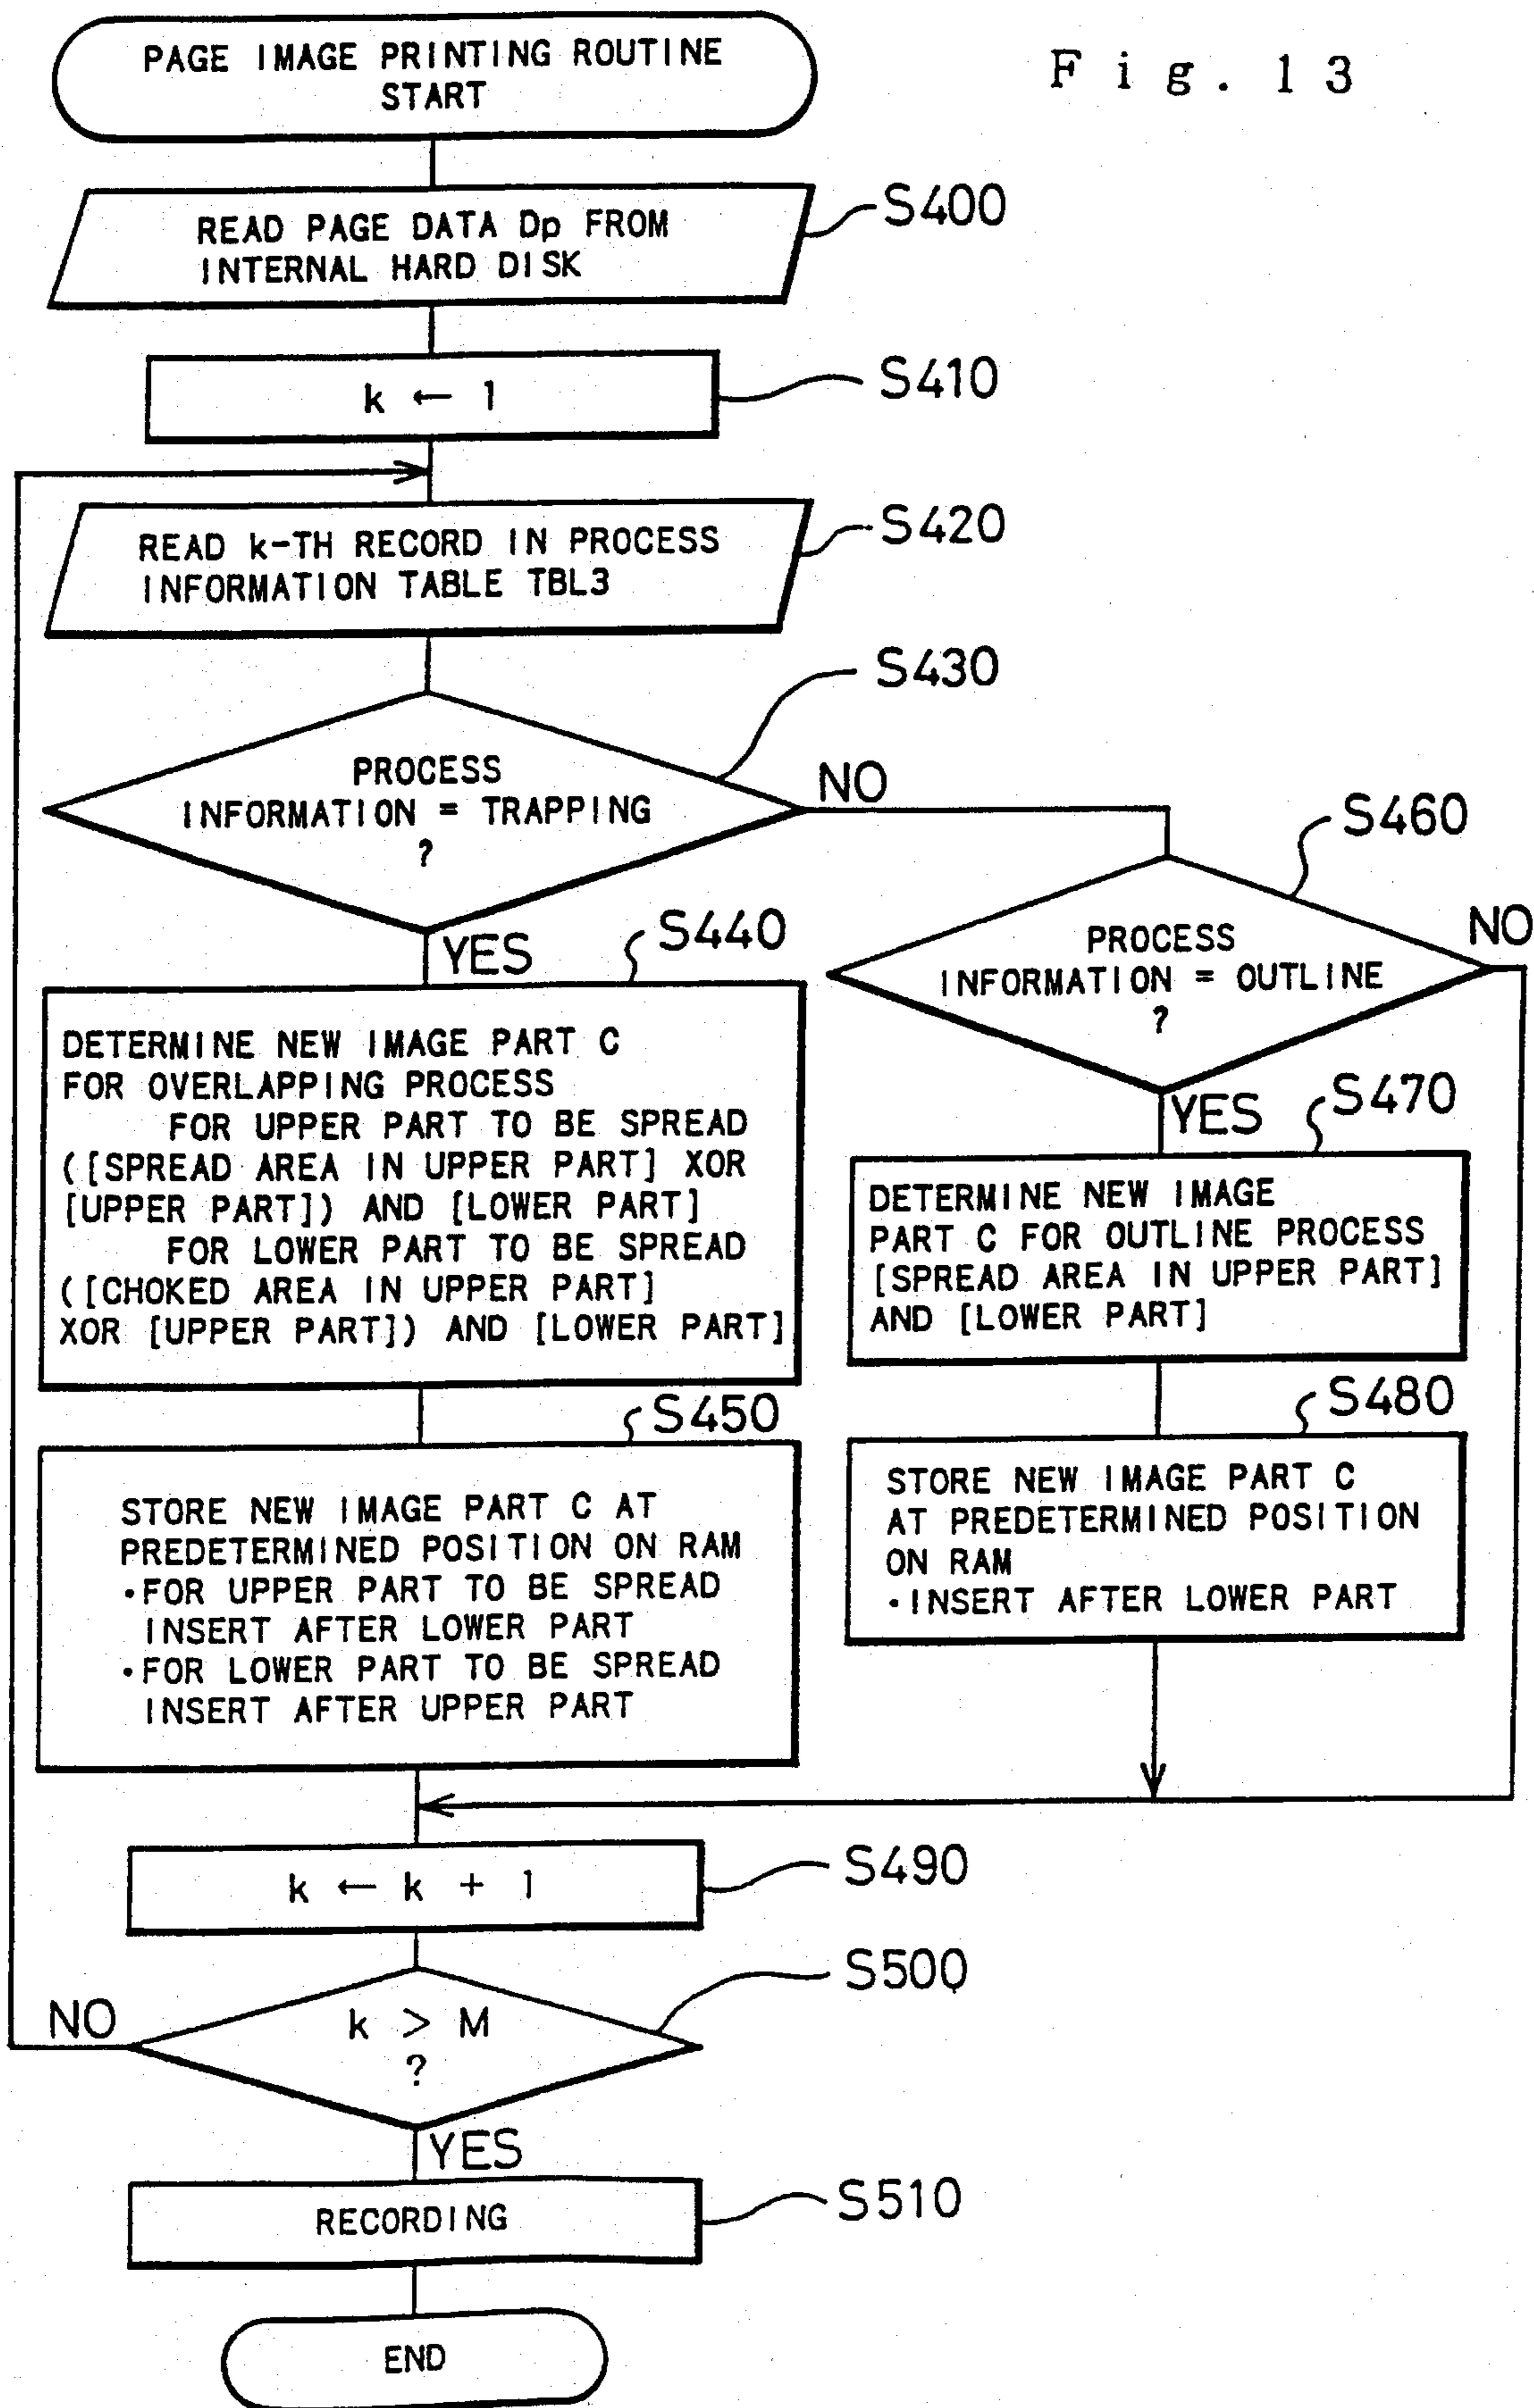 PAGE IMAGE PRINTING ROUTINE
START
Fig. 13
READ PAGE DATA Dp FROM
INTERNAL HARD DISK
S400
k ← 1
S410
READ k-TH RECORD IN PROCESS
INFORMATION TABLE TBL3
S420
PROCESS
INFORMATION = TRAPPING
?
S430
NO
YES
PROCESS
INFORMATION = OUTLINE
?
S460
NO
YES
S440
DETERMINE NEW IMAGE PART C
FOR OVERLAPPING PROCESS
FOR UPPER PART TO BE SPREAD
([SPREAD AREA IN UPPER PART] XOR
[UPPER PART]) AND [LOWER PART]
FOR LOWER PART TO BE SPREAD
([CHOKED AREA IN UPPER PART]
XOR [UPPER PART]) AND [LOWER PART]
S470
DETERMINE NEW IMAGE
PART C FOR OUTLINE PROCESS
[SPREAD AREA IN UPPER PART]
AND [LOWER PART]
S450
STORE NEW IMAGE PART C AT
PREDETERMINED POSITION ON RAM
•FOR UPPER PART TO BE SPREAD
INSERT AFTER LOWER PART
•FOR LOWER PART TO BE SPREAD
INSERT AFTER UPPER PART
S480
STORE NEW IMAGE PART C
AT PREDETERMINED POSITION
ON RAM
•INSERT AFTER LOWER PART
k ← k + 1
S490
k > M
?
S500
NO
YES
RECORDING
S510
END